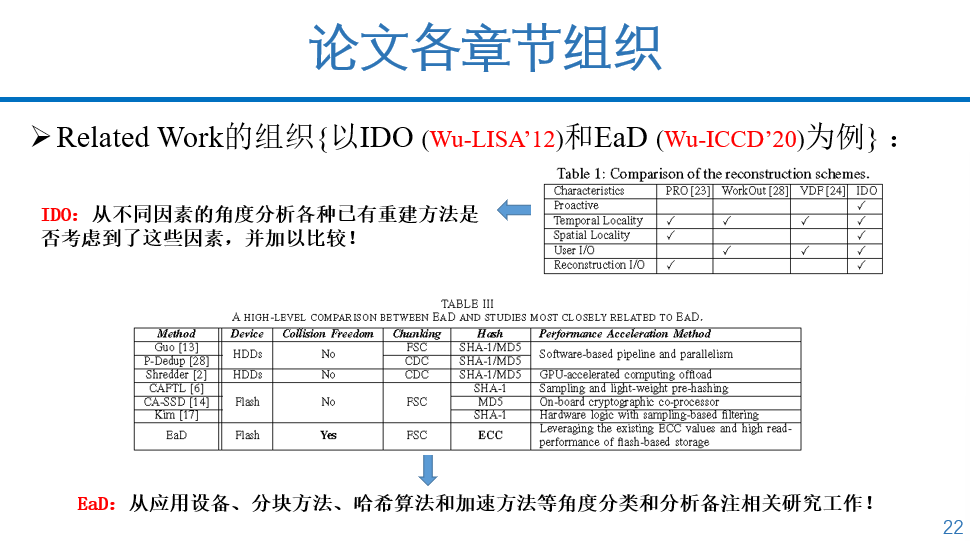 论文各章节组织
➢Related Work的组织{以IDO (Wu-LISA’12)和EaD (Wu-ICCD’20)为例}：
Table 1: Comparison of the reconstruction schemes.
Characteristics PRO [23] WorkOut [28] VDF [24] IDO
Proactive ✓
Temporal Locality ✓ ✓ ✓ ✓
Spatial Locality ✓ ✓
User I/O ✓ ✓ ✓
Reconstruction I/O ✓ ✓
IDO：从不同因素的角度分析各种已有重建方法是
否考虑到了这些因素，并加以比较！
TABLE III
A HIGH-LEVEL COMPARISON BETWEEN EAD AND STUDIES MOST CLOSELY RELATED TO EAD.
Method Device Collision Freedom Chunking Hash Performance Acceleration Method
Guo [13] HDDs No FSC SHA-1/MD5 Software-based pipeline and parallelism
P-Dedup [28] CDC SHA-1/MD5
Shredder [2] HDDs No CDC SHA-1/MD5 GPU-accelerated computing offload
CAFTL [6] SHA-1 Sampling and light-weight pre-hashing
CA-SSD [14] Flash No FSC MD5 On-board cryptographic co-processor
Kim [17] SHA-1 Hardware logic with sampling-based filtering
EaD Flash Yes FSC ECC Leveraging the existing ECC values and high read-
performance of flash-based storage
EaD：从应用设备、分块方法、哈希算法和加速方法等角度分类和分析备注相关研究工作！
22